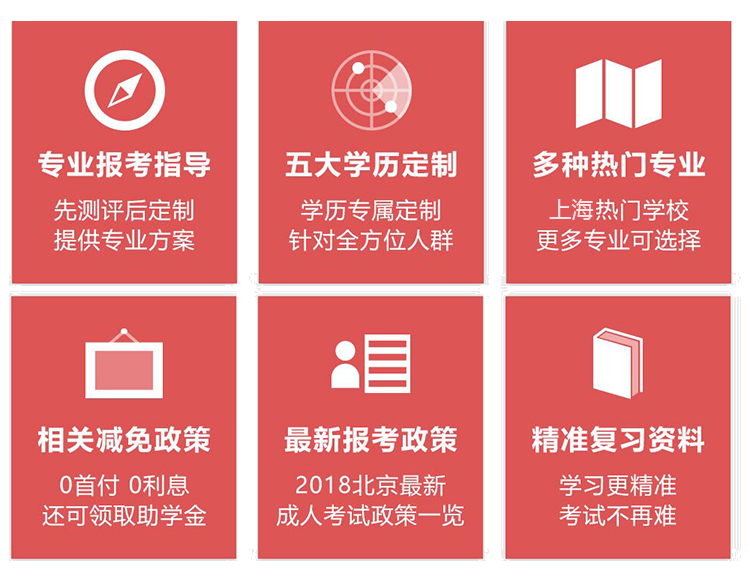 专业报考指导
先测评后定制
提供专业方案
五大学历定制
学历专属定制
针对全方位人群
多种热门专业
上海热门学校
更多专业可选择
相关减免政策
0首付 0利息
还可领取助学金
最新报考政策
2018北京最新
成人考试政策一览
精准复习资料
学习更精准
考试不再难